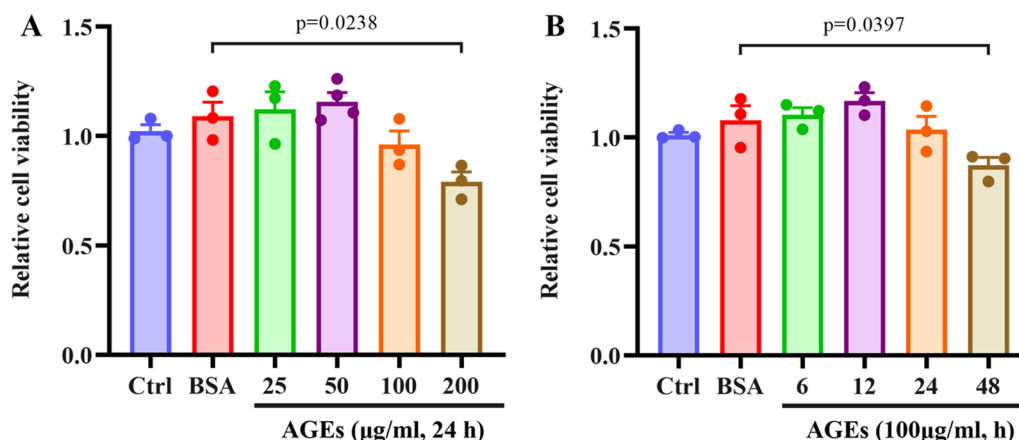 A
p=0.0238
Relative cell viability
1.5
1.0
0.5
0.0
Ctrl BSA 25 50 100 200
AGEs (μg/ml, 24 h)
B
p=0.0397
Relative cell viability
1.5
1.0
0.5
0.0
Ctrl BSA 6 12 24 48
AGEs (100μg/ml, h)